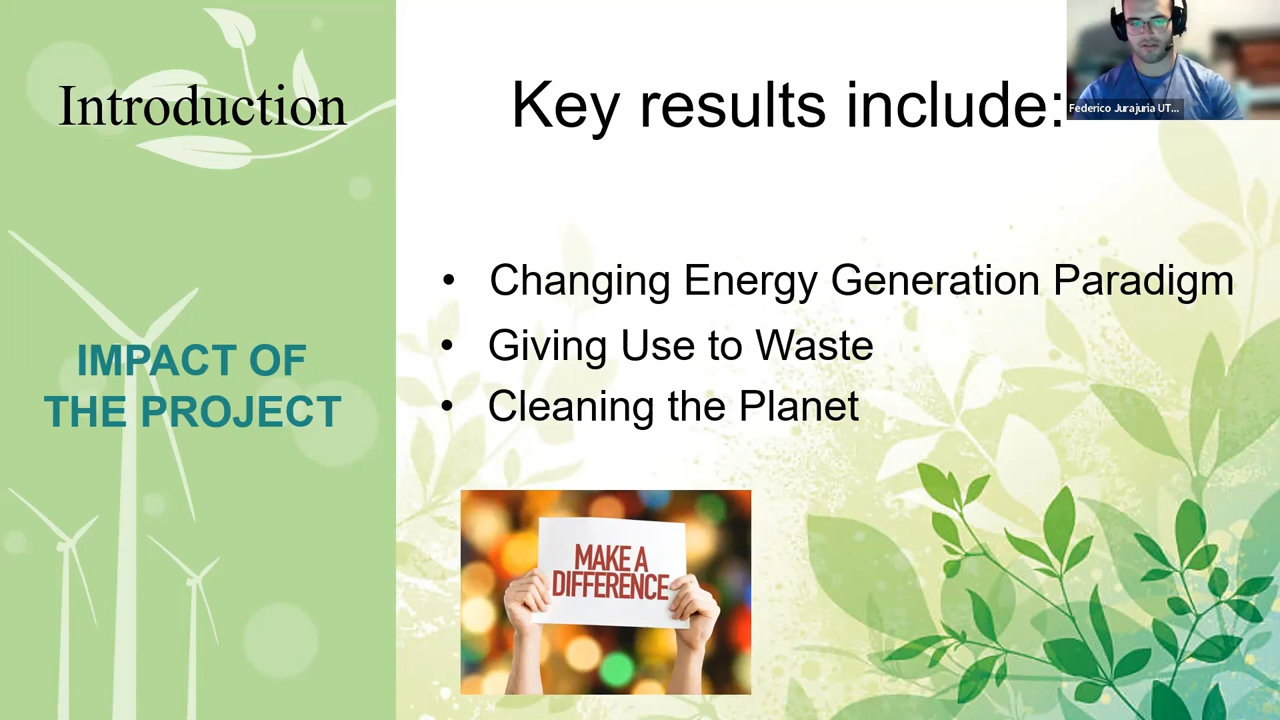 Introduction
IMPACT OF
THE PROJECT
Key results include:
• Changing Energy Generation Paradigm
• Giving Use to Waste
• Cleaning the Planet
MAKE A
DIFFERENCE
Federico Jurajuria UT...